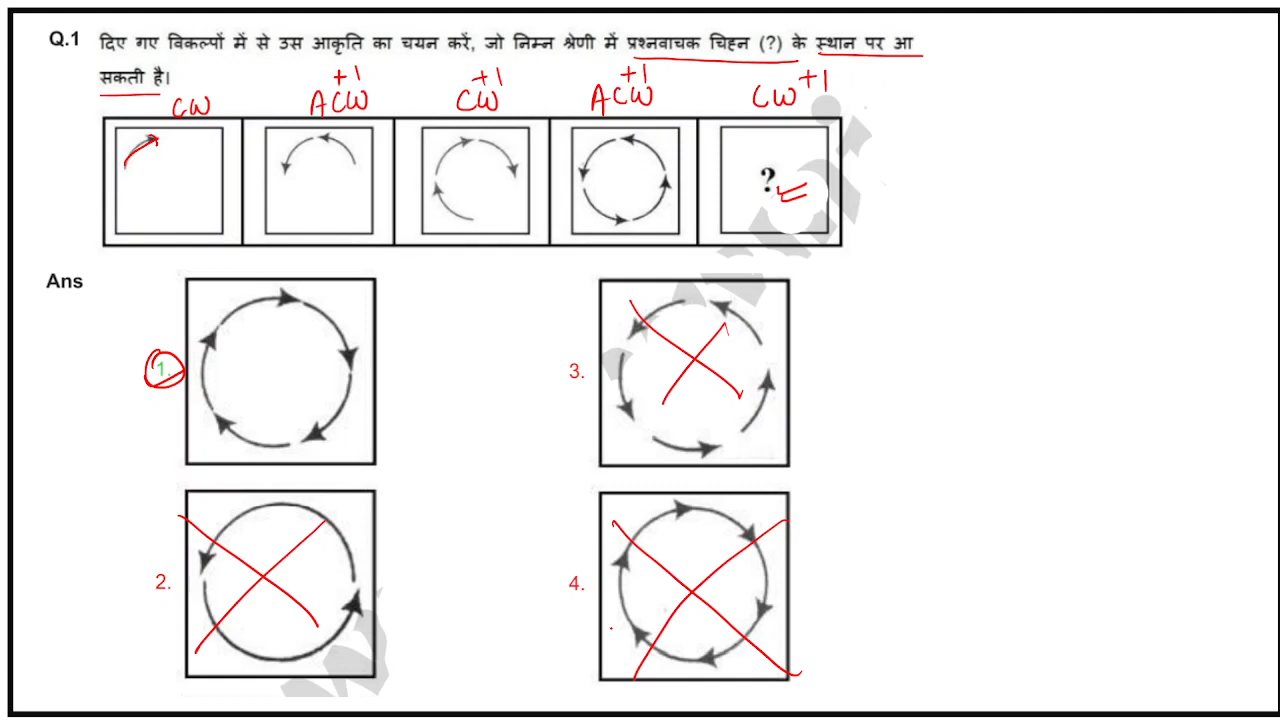 Q.1 दिए गए विकल्पों में से उस आकृति का चयन करें, जो निम्न श्रेणी में प्रश्नवाचक चिह्न (?) के स्थान पर आ
सकती है।
CW ACW+1 CW+1 ACW+1 CW+1
?
Ans
1. 3.
2. 4.